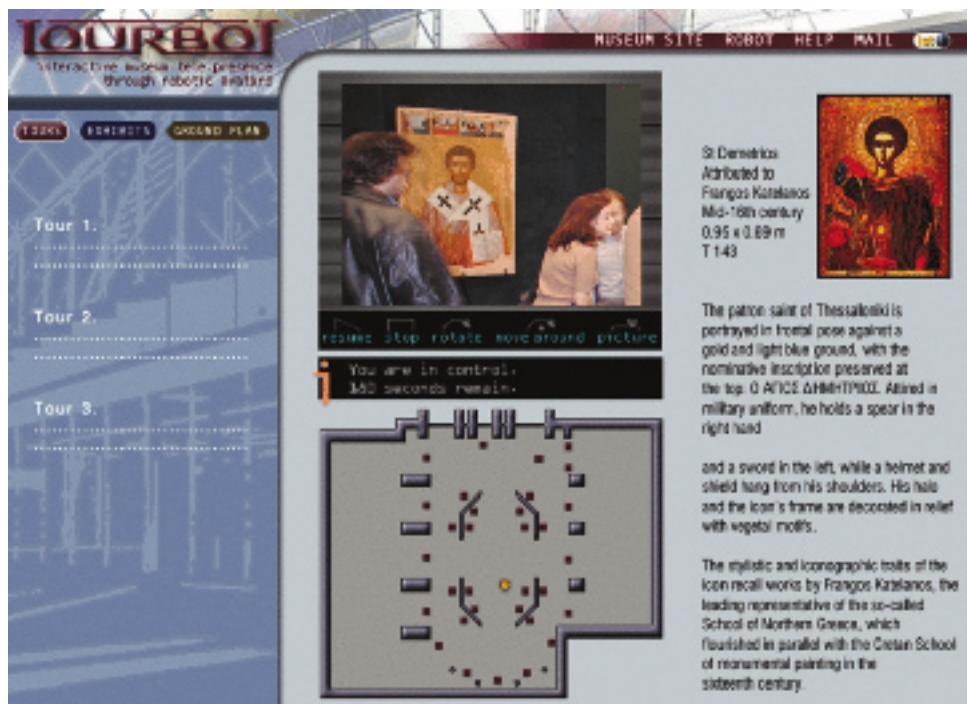 TOURBOT
interactive museum tele-presence
through robotic avatars
MUSEUM SITE ROBOT HELP MAIL
TOURS EXHIBITS GROUND PLAN
Tour 1.
Tour 2.
Tour 3.
resume stop rotate move around picture
i
You are in control.
160 seconds remain.
St Demetrios
Attributed to
Frangos Katelanos
Mid-16th century
0.95 x 0.89 m
T 143
The patron saint of Thessaloniki is
portrayed in frontal pose against a
gold and light blue ground, with the
nominative inscription preserved at
the top: Ο ΑΓΙΟΣ ΔΗΜΗΤΡΙΟΣ. Attired in
military uniform, he holds a spear in the
right hand
and a sword in the left, while a helmet and
shield hang from his shoulders. His halo
and the icon's frame are decorated in relief
with vegetal motifs.
The stylistic and iconographic traits of the
icon recall works by Frangos Katelanos, the
leading representative of the so-called
School of Northern Greece, which
flourished in parallel with the Cretan School
of monumental painting in the
sixteenth century.